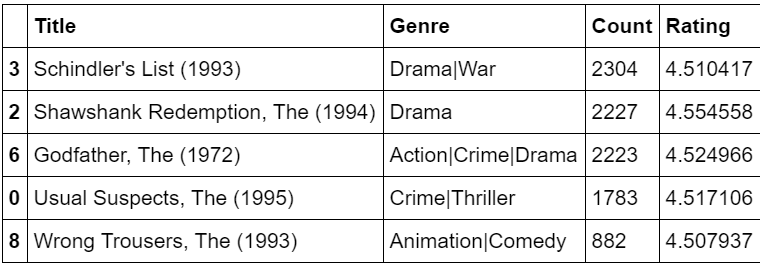 Title Genre Count Rating
3 Schindler's List (1993) Drama|War 2304 4.510417
2 Shawshank Redemption, The (1994) Drama 2227 4.554558
6 Godfather, The (1972) Action|Crime|Drama 2223 4.524966
0 Usual Suspects, The (1995) Crime|Thriller 1783 4.517106
8 Wrong Trousers, The (1993) Animation|Comedy 882 4.507937